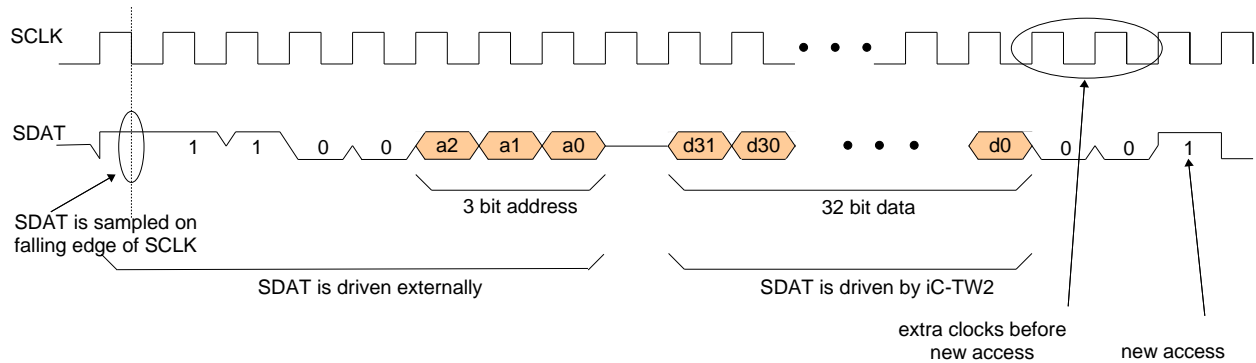 SCLK
SDAT
1 1 0 0 a2 a1 a0 d31 d30 d0 0 0 1
3 bit address
32 bit data
SDAT is sampled on
falling edge of SCLK
SDAT is driven externally
SDAT is driven by iC-TW2
extra clocks before
new access
new access